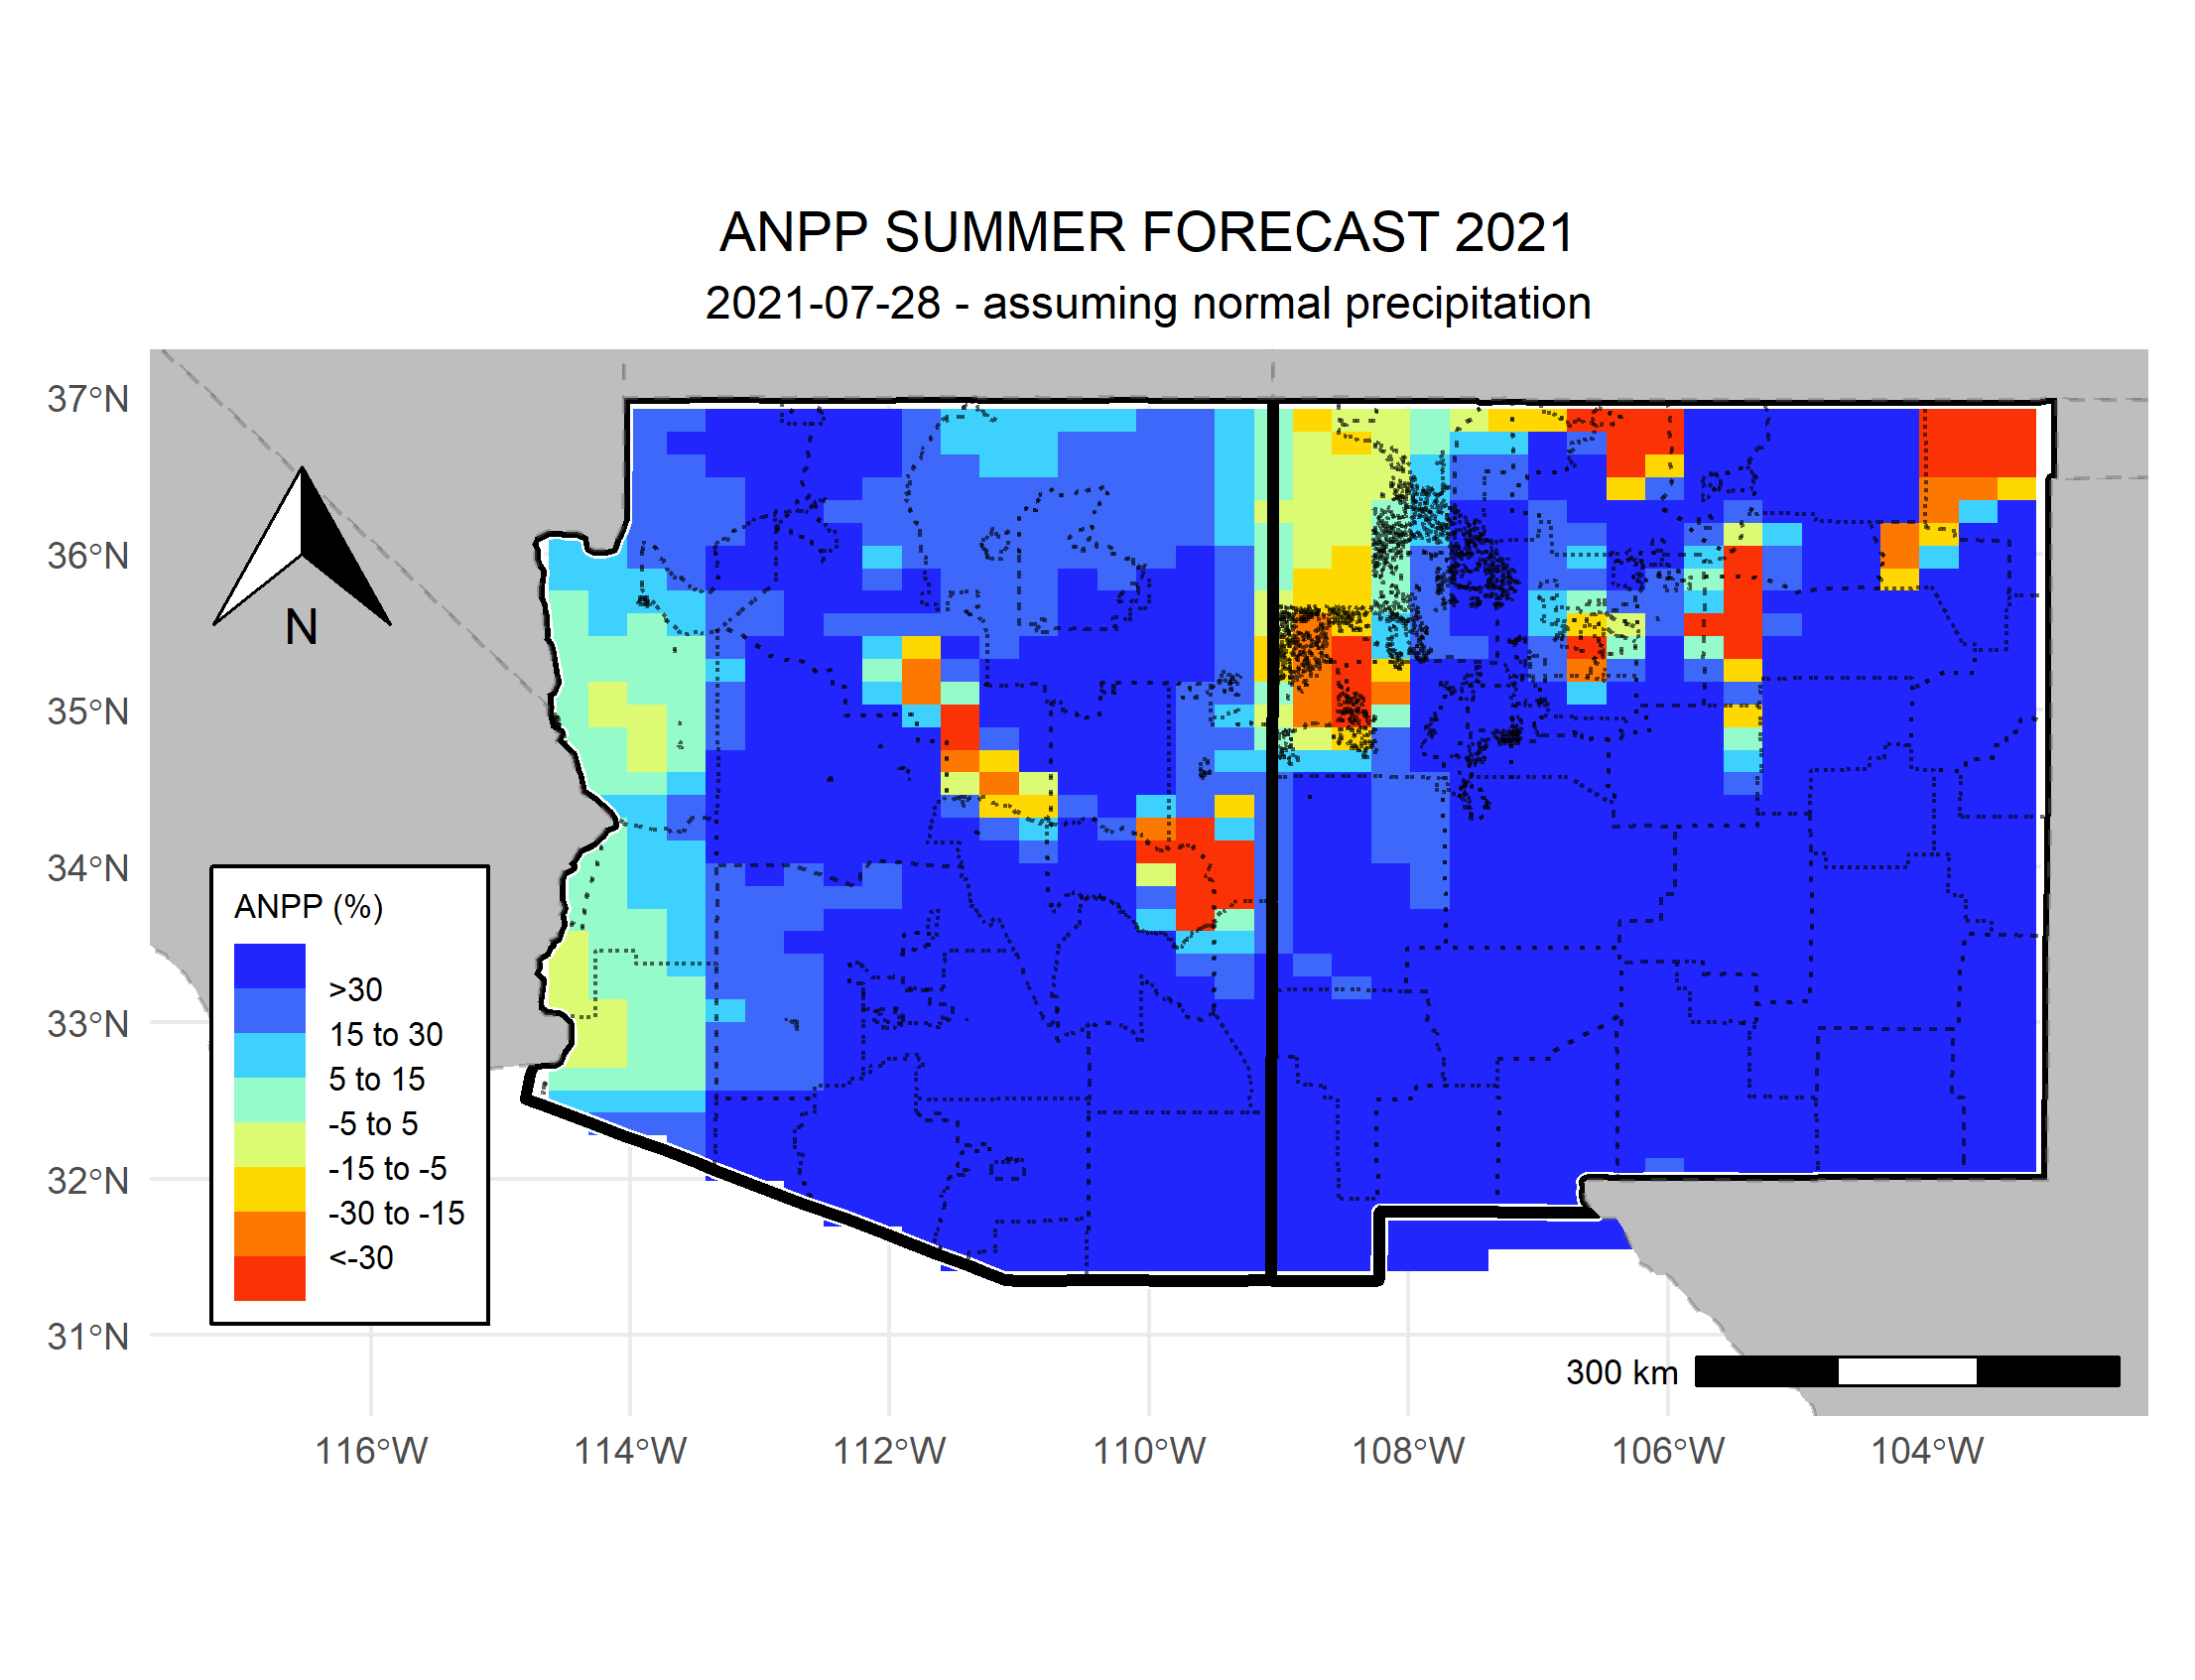 ANPP SUMMER FORECAST 2021
2021-07-28 - assuming normal precipitation
37°N
36°N
35°N
34°N
33°N
32°N
31°N
N
ANPP (%)
>30
15 to 30
5 to 15
-5 to 5
-15 to -5
-30 to -15
<-30
300 km
116°W
114°W
112°W
110°W
108°W
106°W
104°W